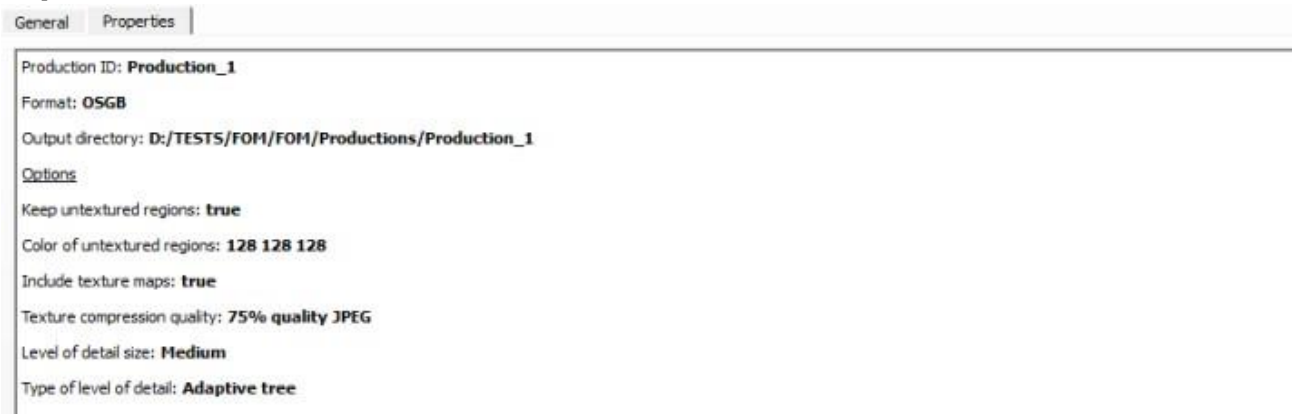 General Properties
Production ID: Production_1
Format: OSGB
Output directory: D:/TESTS/FOM/FOM/Productions/Production_1
Options
Keep untextured regions: true
Color of untextured regions: 128 128 128
Include texture maps: true
Texture compression quality: 75% quality JPEG
Level of detail size: Medium
Type of level of detail: Adaptive tree